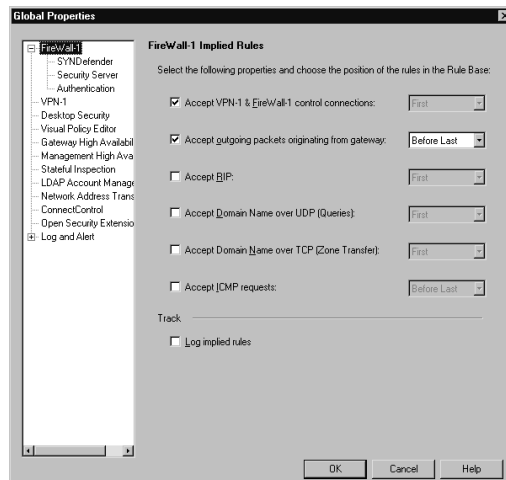 Global Properties
FireWall-1
SYNDefender
Security Server
Authentication
VPN-1
Desktop Security
Visual Policy Editor
Gateway High Availabil
Management High Ava
Stateful Inspection
LDAP Account Manage
Network Address Trans
ConnectControl
Open Security Extensio
Log and Alert
FireWall-1 Implied Rules
Select the following properties and choose the position of the rules in the Rule Base:
Accept VPN-1 & FireWall-1 control connections: First
Accept outgoing packets originating from gateway: Before Last
Accept RIP: First
Accept Domain Name over UDP (Queries): First
Accept Domain Name over TCP (Zone Transfer): First
Accept ICMP requests: Before Last
Track
Log implied rules
OK Cancel Help